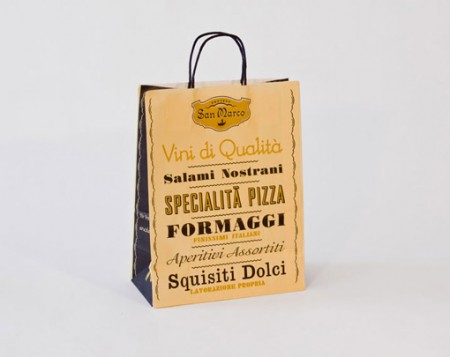 San Marco
Vini di Qualità
Salami Nostrani
SPECIALITÀ PIZZA
FORMAGGI
FINISSIMI ITALIANI
Aperitivi Assortiti
Squisiti Dolci
LAVORAZIONE PROPRIA